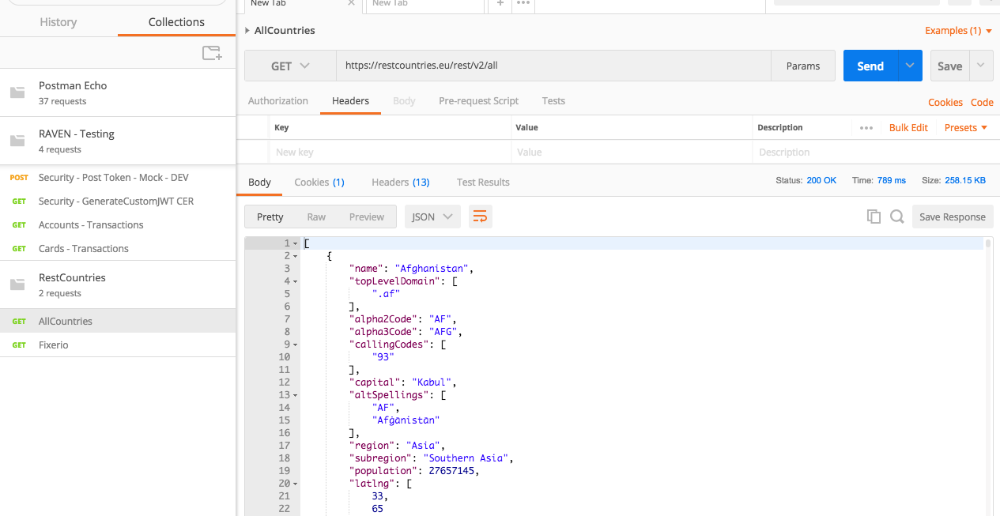 New Tab
New Tab
History
Collections
Postman Echo
37 requests
RAVEN - Testing
4 requests
POST Security - Post Token - Mock - DEV
GET Security - GenerateCustomJWT CER
GET Accounts - Transactions
GET Cards - Transactions
RestCountries
2 requests
GET AllCountries
GET Fixerio
AllCountries
Examples (1)
GET https://restcountries.eu/rest/v2/all Params Send Save
Authorization Headers Body Pre-request Script Tests Cookies Code
Key Value Description ••• Bulk Edit Presets
New key Value Description
Body Cookies (1) Headers (13) Test Results Status: 200 OK Time: 789 ms Size: 258.15 KB
Pretty Raw Preview JSON Save Response
1 [
2 {
3 "name": "Afghanistan",
4 "topLevelDomain": [
5 ".af"
6 ],
7 "alpha2Code": "AF",
8 "alpha3Code": "AFG",
9 "callingCodes": [
10 "93"
11 ],
12 "capital": "Kabul",
13 "altSpellings": [
14 "AF",
15 "Afġānistān"
16 ],
17 "region": "Asia",
18 "subregion": "Southern Asia",
19 "population": 27657145,
20 "latlng": [
21 33,
22 65